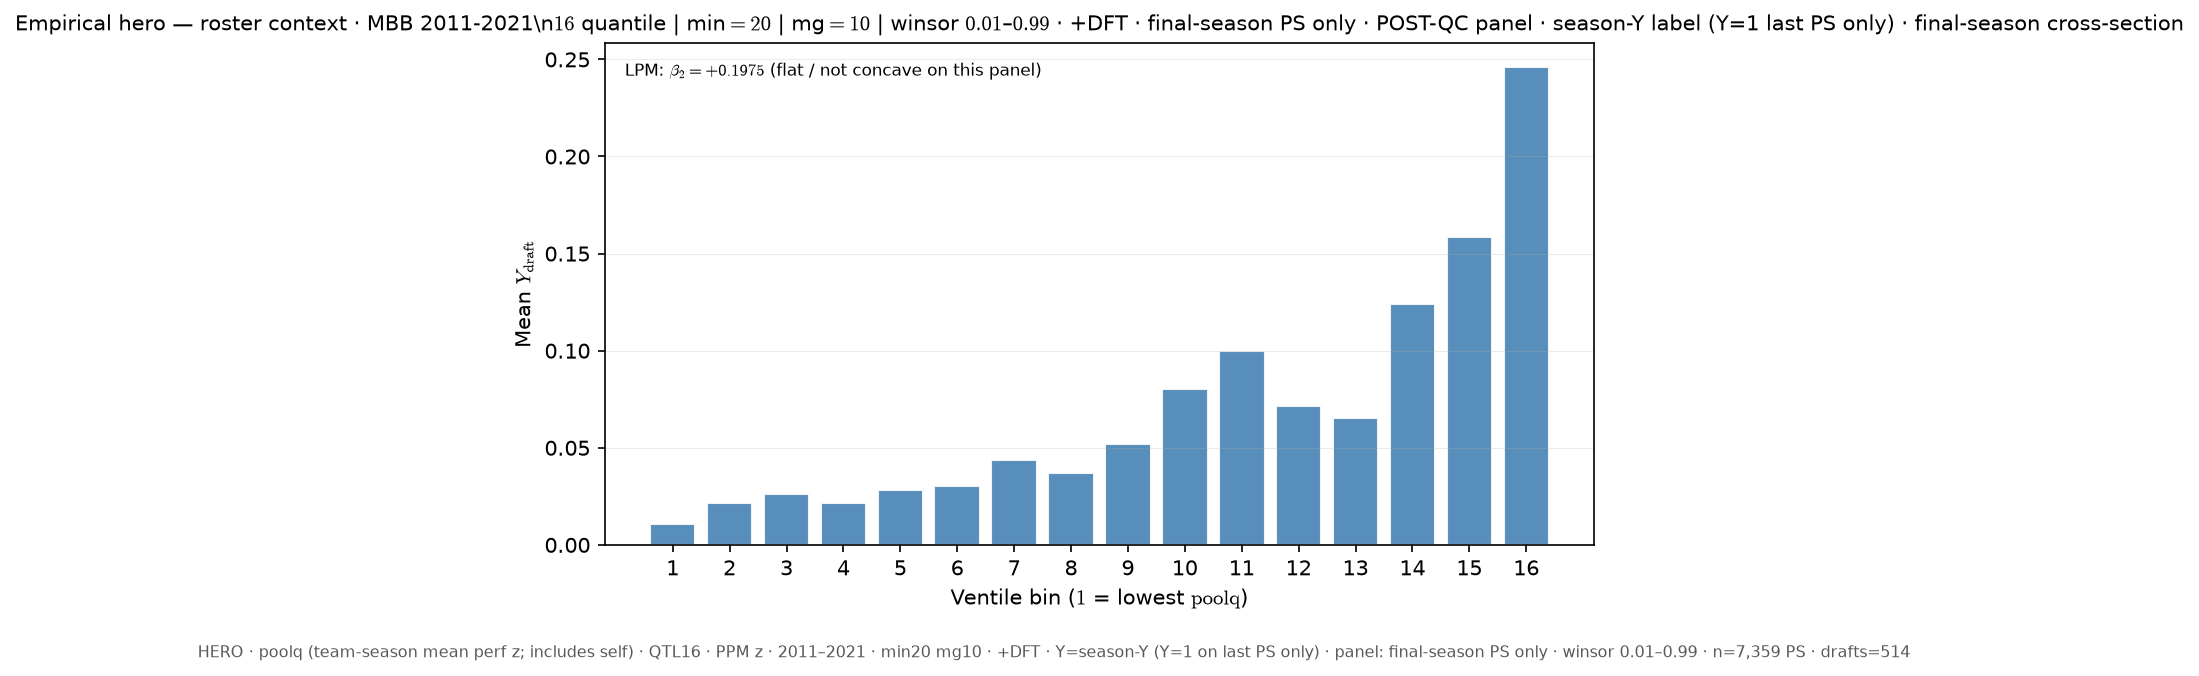 Empirical hero — roster context · MBB 2011-2021\n16 quantile | min = 20 | mg = 10 | winsor 0.01–0.99 · +DFT · final-season PS only · POST-QC panel · season-Y label (Y=1 last PS only) · final-season cross-section
LPM: β₂ = +0.1975 (flat / not concave on this panel)
Mean Y_draft
0.25
0.20
0.15
0.10
0.05
0.00
1 2 3 4 5 6 7 8 9 10 11 12 13 14 15 16
Ventile bin (1 = lowest poolq)
HERO · poolq (team-season mean perf z; includes self) · QTL16 · PPM z · 2011–2021 · min20 mg10 · +DFT · Y=season-Y (Y=1 on last PS only) · panel: final-season PS only · winsor 0.01–0.99 · n=7,359 PS · drafts=514